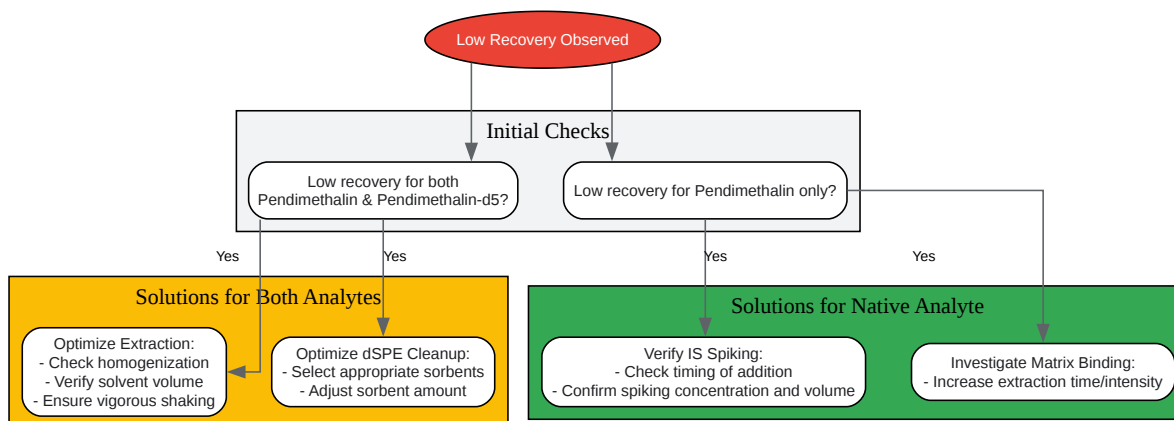 Low Recovery Observed
Initial Checks
Low recovery for both
Pendimethalin & Pendimethalin-d5?
Low recovery for Pendimethalin only?
Yes
Yes
Yes
Yes
Solutions for Both Analytes
Optimize Extraction:
- Check homogenization
- Verify solvent volume
- Ensure vigorous shaking
Optimize dSPE Cleanup:
- Select appropriate sorbents
- Adjust sorbent amount
Solutions for Native Analyte
Verify IS Spiking:
- Check timing of addition
- Confirm spiking concentration and volume
Investigate Matrix Binding:
- Increase extraction time/intensity